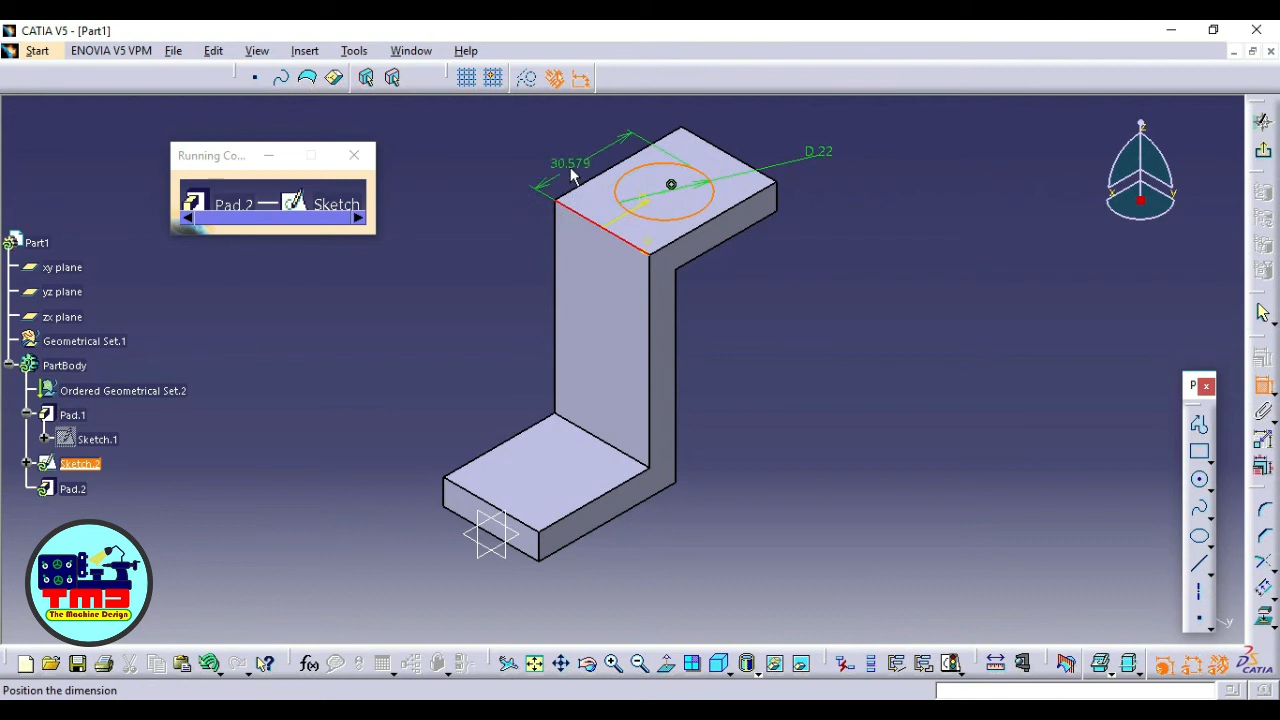 CATIA V5 - [Part1]
Start ENOVIA V5 VPM File Edit View Insert Tools Window Help
Running Co...
Pad.2 Sketch
30.579
D 22
z
x y
P x
Part1
xy plane
yz plane
zx plane
Geometrical Set.1
PartBody
Ordered Geometrical Set.2
Pad.1
Sketch.1
Sketch.2
Pad.2
TM3
The Machine Design
y
f(x)
CATIA
Position the dimension